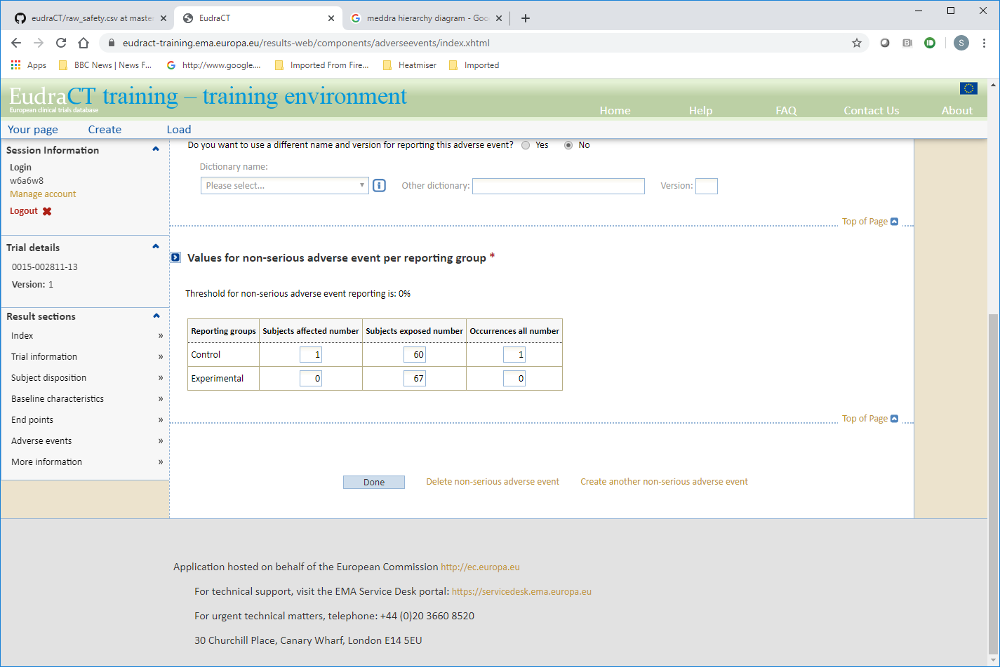 eudraCT/raw_safety.csv at maste
EudraCT
meddra hierarchy diagram - Goo
eudract-training.ema.europa.eu/results-web/components/adverseevents/index.xhtml
S
Apps
BBC News | News F...
http://www.google....
Imported From Fire...
Heatmiser
Imported
EudraCT training – training environment
European clinical trials database
Home Help FAQ Contact Us About
Your page Create Load
Session Information
Login
w6a6w8
Manage account
Logout
Trial details
0015-002811-13
Version: 1
Result sections
Index »
Trial information »
Subject disposition »
Baseline characteristics »
End points »
Adverse events »
More information »
Do you want to use a different name and version for reporting this adverse event? Yes No
Dictionary name:
Please select... Other dictionary: Version:
Top of Page
Values for non-serious adverse event per reporting group *
Threshold for non-serious adverse event reporting is: 0%
Reporting groups Subjects affected number Subjects exposed number Occurrences all number
Control 1 60 1
Experimental 0 67 0
Top of Page
Done Delete non-serious adverse event Create another non-serious adverse event
Application hosted on behalf of the European Commission http://ec.europa.eu
For technical support, visit the EMA Service Desk portal: https://servicedesk.ema.europa.eu
For urgent technical matters, telephone: +44 (0)20 3660 8520
30 Churchill Place, Canary Wharf, London E14 5EU